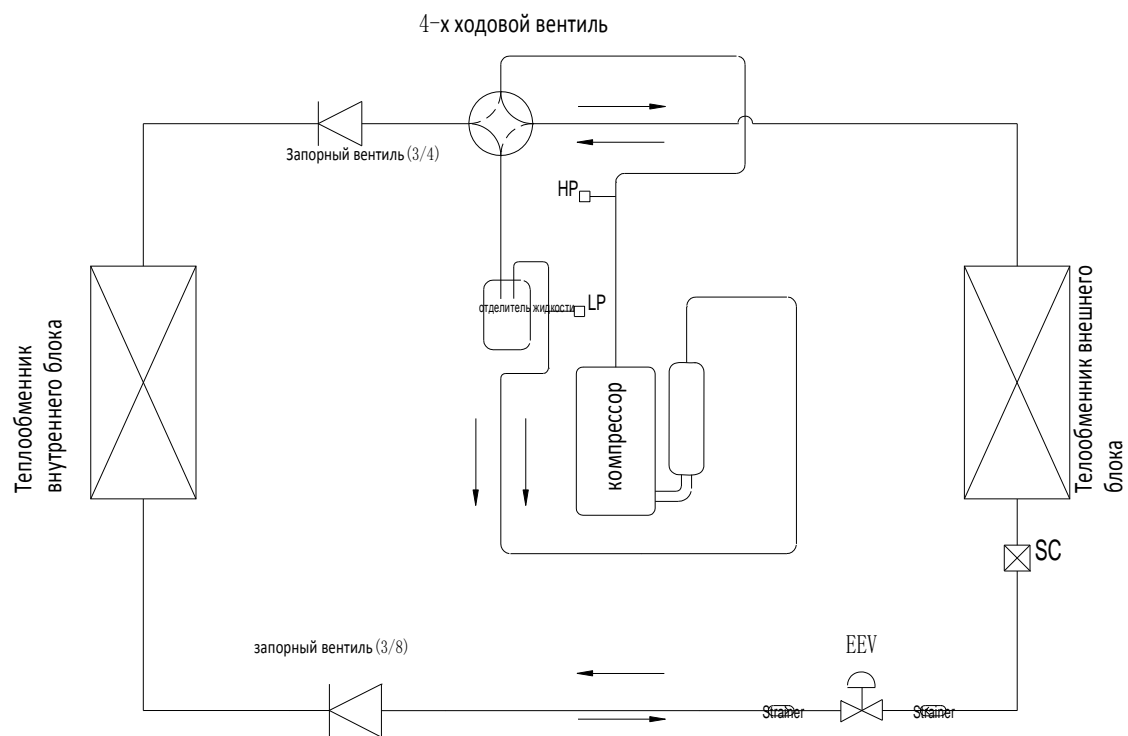 4-х ходовой вентиль
Запорный вентиль (3/4)
HP
отделитель жидкости
LP
компрессор
Теплообменник
внутреннего блока
Телообменник внешнего
блока
SC
запорный вентиль (3/8)
EEV
Strainer
Strainer